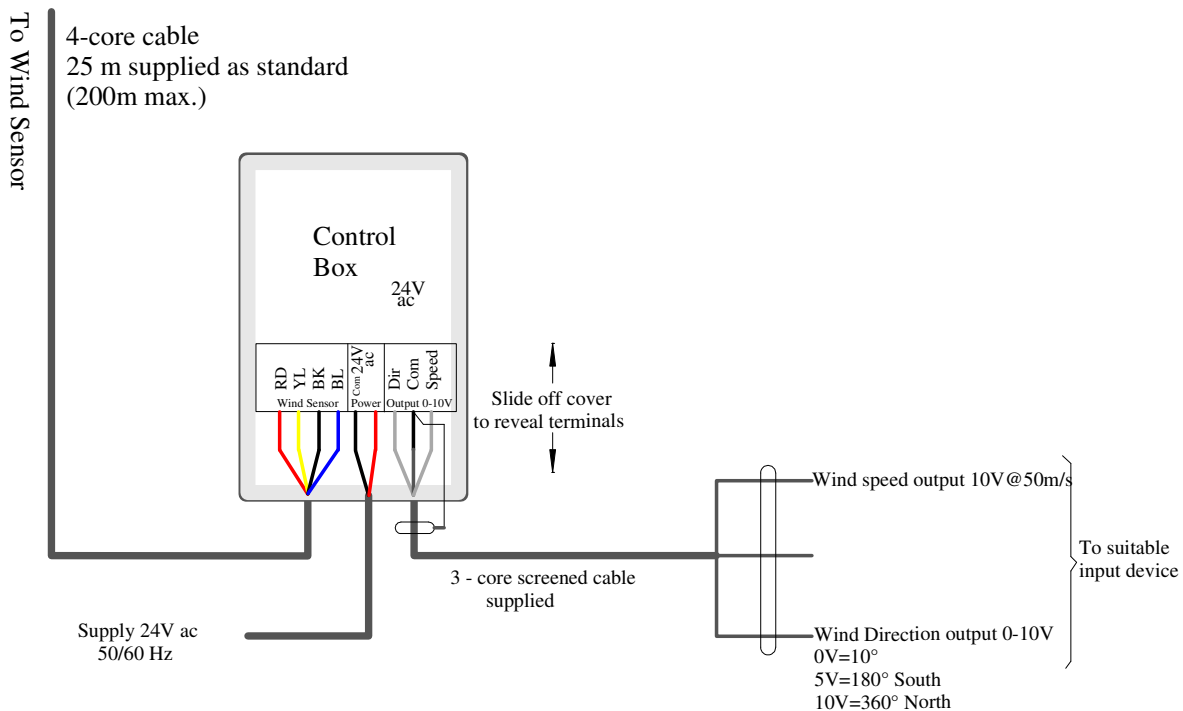 To Wind Sensor
4-core cable
25 m supplied as standard
(200m max.)
Control
Box
24V
ac
RD
YL
BK
BL
Com
24V
ac
Dir
Com
Speed
Wind Sensor
Power
Output 0-10V
Slide off cover
to reveal terminals
Wind speed output 10V@50m/s
To suitable
input device
3 - core screened cable
supplied
Supply 24V ac
50/60 Hz
Wind Direction output 0-10V
0V=10°
5V=180° South
10V=360° North